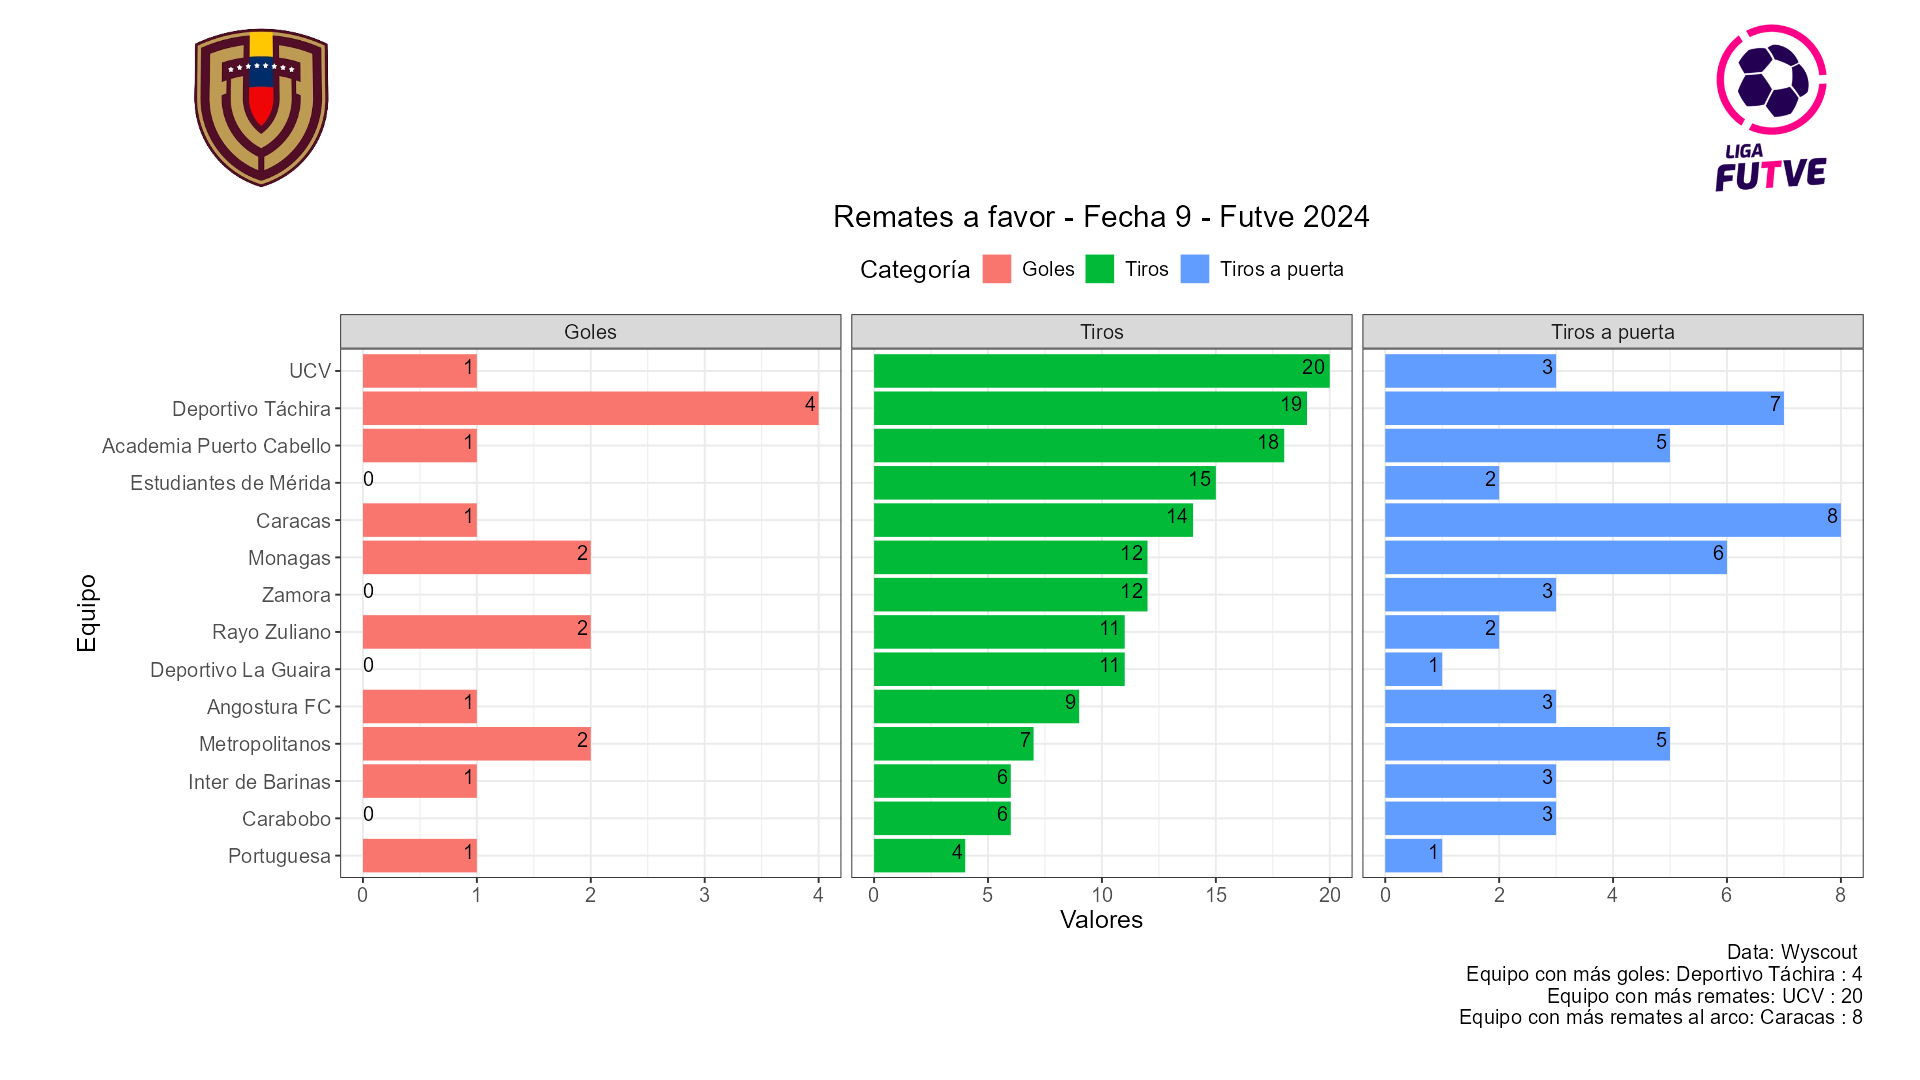 LIGA
FUTVE
Remates a favor - Fecha 9 - Futve 2024
Categoría Goles Tiros Tiros a puerta
Goles Tiros Tiros a puerta
UCV 1 20 3
Deportivo Táchira 4 19 7
Academia Puerto Cabello 1 18 5
Estudiantes de Mérida 0 15 2
Caracas 1 14 8
Monagas 2 12 6
Zamora 0 12 3
Rayo Zuliano 2 11 2
Deportivo La Guaira 0 11 1
Angostura FC 1 9 3
Metropolitanos 2 7 5
Inter de Barinas 1 6 3
Carabobo 0 6 3
Portuguesa 1 4 1
Equipo
0 1 2 3 4 0 5 10 15 20 0 2 4 6 8
Valores
Data: Wyscout
Equipo con más goles: Deportivo Táchira : 4
Equipo con más remates: UCV : 20
Equipo con más remates al arco: Caracas : 8